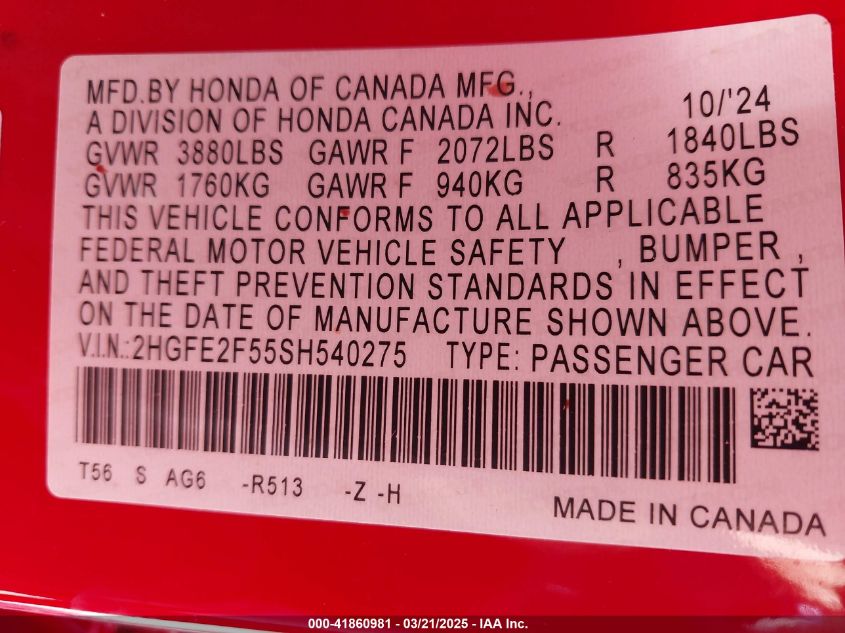 MFD.BY HONDA OF CANADA MFG.,
A DIVISION OF HONDA CANADA INC. 10/'24
GVWR 3880LBS GAWR F 2072LBS R 1840LBS
GVWR 1760KG GAWR F 940KG R 835KG
THIS VEHICLE CONFORMS TO ALL APPLICABLE
FEDERAL MOTOR VEHICLE SAFETY , BUMPER ,
AND THEFT PREVENTION STANDARDS IN EFFECT
ON THE DATE OF MANUFACTURE SHOWN ABOVE.
V.I.N.:2HGFE2F55SH540275 TYPE: PASSENGER CAR
T56 S AG6 -R513 -Z -H
MADE IN CANADA
000-41860981 - 03/21/2025 - IAA Inc.